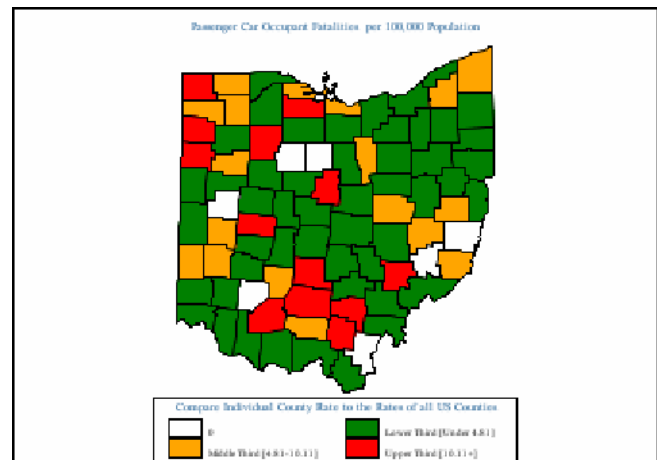 Passenger Car Occupant Fatalities per 100,000 Population
Compare Individual County Rate to the Rates of all US Counties
0
Lower Third [Under 4.81]
Middle Third [4.81-10.11]
Upper Third [10.11+]